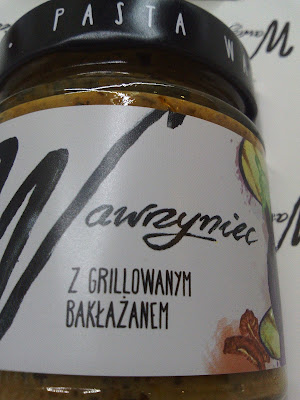 • PASTA W
Wawrzyniec
Z GRILLOWANYM
BAKŁAŻANEM